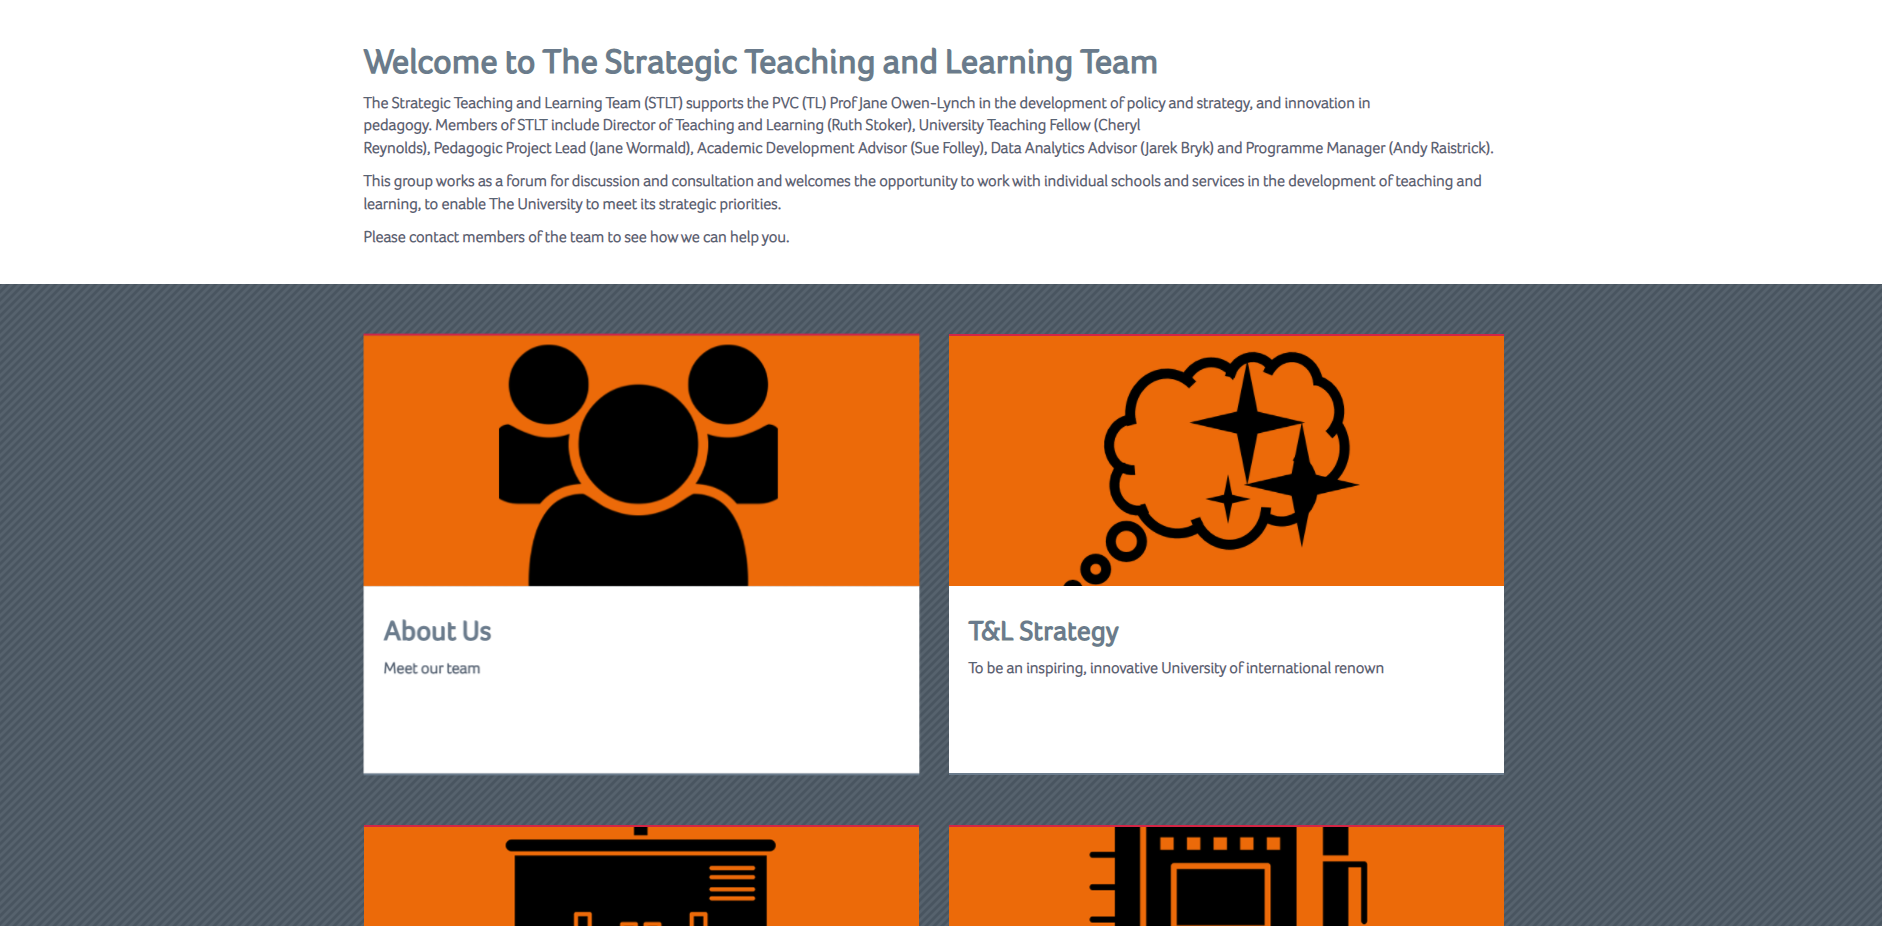 Welcome to The Strategic Teaching and Learning Team
The Strategic Teaching and Learning Team (STLT) supports the PVC (TL) Prof Jane Owen-Lynch in the development of policy and strategy, and innovation in
pedagogy. Members of STLT include Director of Teaching and Learning (Ruth Stoker), University Teaching Fellow (Cheryl
Reynolds), Pedagogic Project Lead (Jane Wormald), Academic Development Advisor (Sue Folley), Data Analytics Advisor (Jarek Bryk) and Programme Manager (Andy Raistrick).
This group works as a forum for discussion and consultation and welcomes the opportunity to work with individual schools and services in the development of teaching and
learning, to enable The University to meet its strategic priorities.
Please contact members of the team to see how we can help you.
About Us
Meet our team
T&L Strategy
To be an inspiring, innovative University of international renown